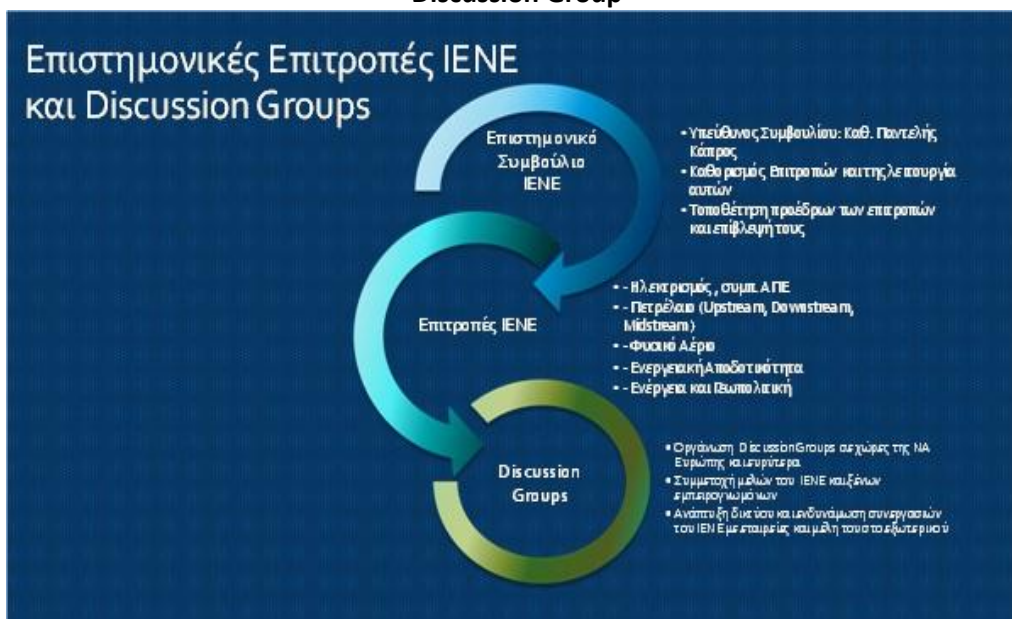 Discussion Group
Επιστημονικές Επιτροπές ΙΕΝΕ
και Discussion Groups
Επιστημονικό
Συμβούλιο
ΙΕΝΕ
• Υπεύθυνος Συμβουλίου: Καθ. Παντελής
Κάπρος
• Καθορισμός Επιτροπών και της λειτουργία
αυτών
• Τοποθέτηση προέδρων των επιτροπών
και επίβλεψή τους
Επιτροπές ΙΕΝΕ
• - Ηλεκτρισμός , συμπ. ΑΠΕ
• - Πετρέλαιο (Upstream, Downstream,
Midstream)
• - Φυσικό Αέριο
• - Ενεργειακή Αποδοτικότητα
• - Ενέργεια και Γεωπολιτική
Discussion
Groups
• Οργάνωση Discussion Groups σε χώρες της ΝΑ
Ευρώπης και ευρύτερα
• Συμμετοχή μελών του ΙΕΝΕ και ξένων
εμπειρογνωμόνων
• Ανάπτυξη δικτύου και ενδυνάμωση συνεργασιών
του ΙΕΝΕ με εταιρείες και μέλη του στο εξωτερικό